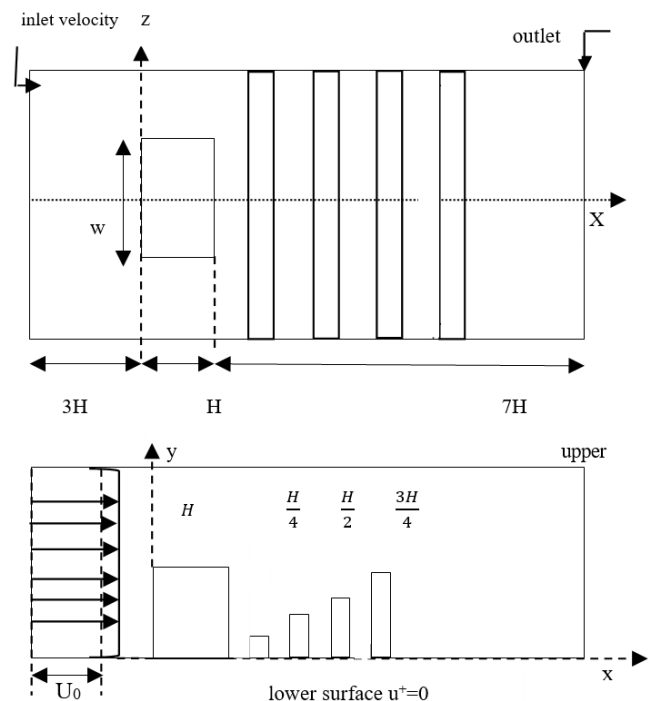 inlet velocity z
outlet
w
X
3H H 7H
y upper
H H/4 H/2 3H/4
x
U₀ lower surface u⁺=0